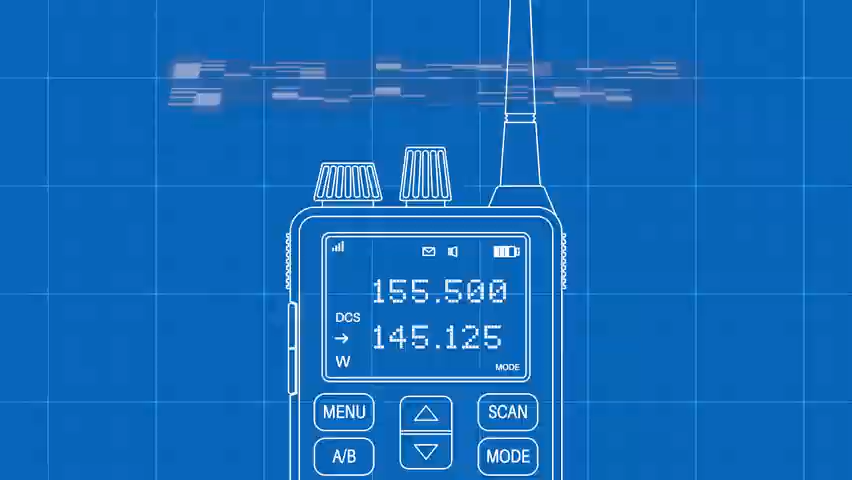 155.500
DCS
→ 145.125
W
MODE
MENU
SCAN
A/B
MODE